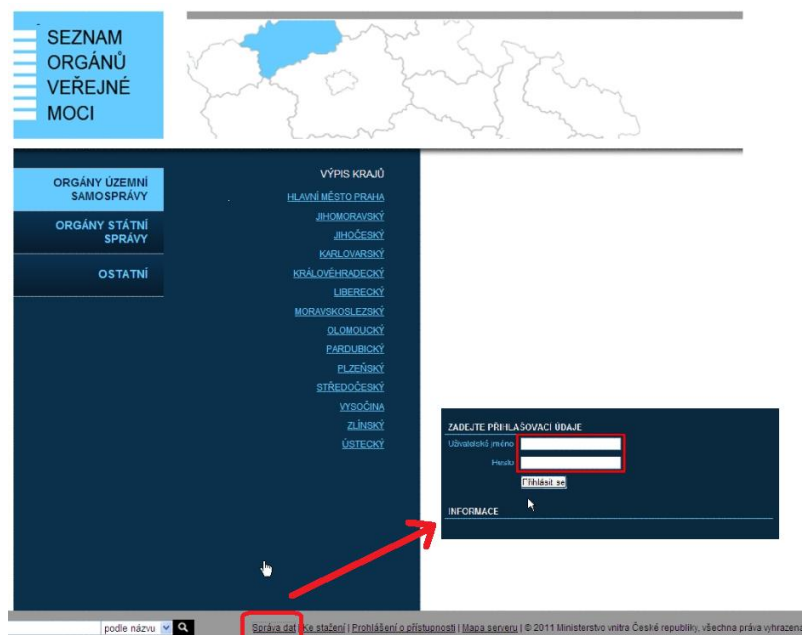 SEZNAM
ORGÁNŮ
VEŘEJNÉ
MOCI
ORGÁNY ÚZEMNÍ
SAMOSPRÁVY
ORGÁNY STÁTNÍ
SPRÁVY
OSTATNÍ
VÝPIS KRAJŮ
HLAVNÍ MĚSTO PRAHA
JIHOMORAVSKÝ
JIHOČESKÝ
KARLOVARSKÝ
KRÁLOVÉHRADECKÝ
LIBERECKÝ
MORAVSKOSLEZSKÝ
OLOMOUCKÝ
PARDUBICKÝ
PLZEŇSKÝ
STŘEDOČESKÝ
VYSOČINA
ZLÍNSKÝ
ÚSTECKÝ
ZADEJTE PŘIHLAŠOVACÍ ÚDAJE
Uživatelské jméno
Heslo
Přihlásit se
INFORMACE
podle názvu
Správa dat | Ke stažení | Prohlášení o přístupnosti | Mapa serveru | © 2011 Ministerstvo vnitra České republiky, všechna práva vyhrazena